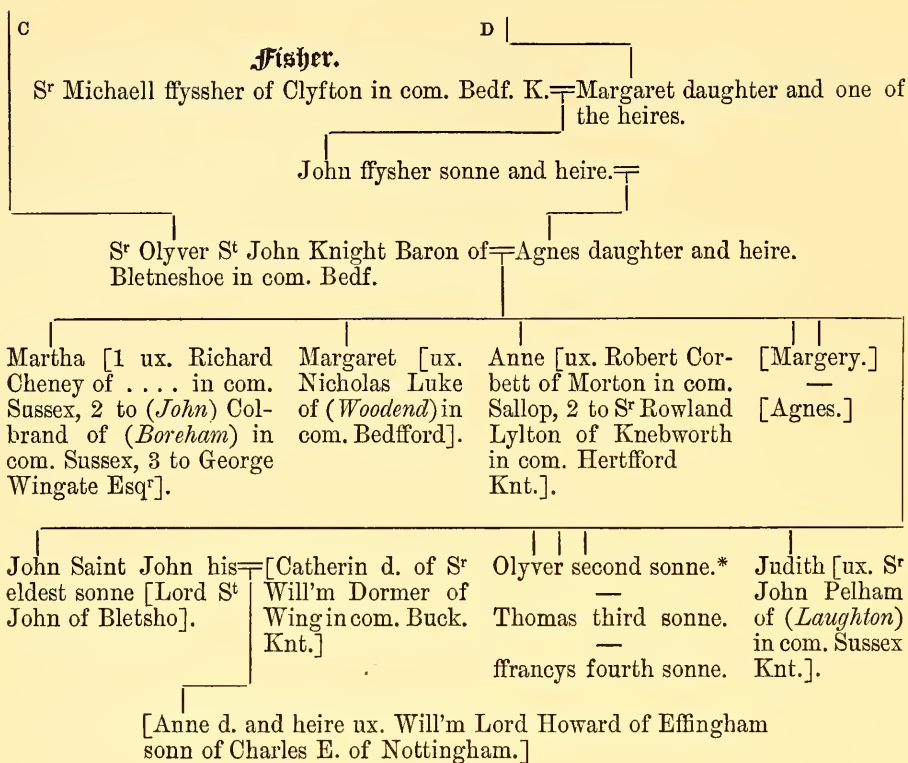 C
D
Fisher.
Sʳ Michaell ffyssher of Clyfton in com. Bedf. K.
Margaret daughter and one of
the heires.
John ffysher sonne and heire.
Sʳ Olyver Sᵗ John Knight Baron of
Bletneshoe in com. Bedf.
Agnes daughter and heire.
Martha [1 ux. Richard
Cheney of .... in com.
Sussex, 2 to (John) Col-
brand of (Boreham) in
com. Sussex, 3 to George
Wingate Esqʳ].
Margaret [ux.
Nicholas Luke
of (Woodend) in
com. Bedfford].
Anne [ux. Robert Cor-
bett of Morton in com.
Sallop, 2 to Sʳ Rowland
Lylton of Knebworth
in com. Hertfford
Knt.].
[Margery.]
—
[Agnes.]
John Saint John his
eldest sonne [Lord Sᵗ
John of Bletsho].
[Catherin d. of Sʳ
Will'm Dormer of
Wing in com. Buck.
Knt.]
Olyver second sonne.*
—
Thomas third sonne.
—
ffrancys fourth sonne.
Judith [ux. Sʳ
John Pelham
of (Laughton)
in com. Sussex
Knt.].
[Anne d. and heire ux. Will'm Lord Howard of Effingham
sonn of Charles E. of Nottingham.]